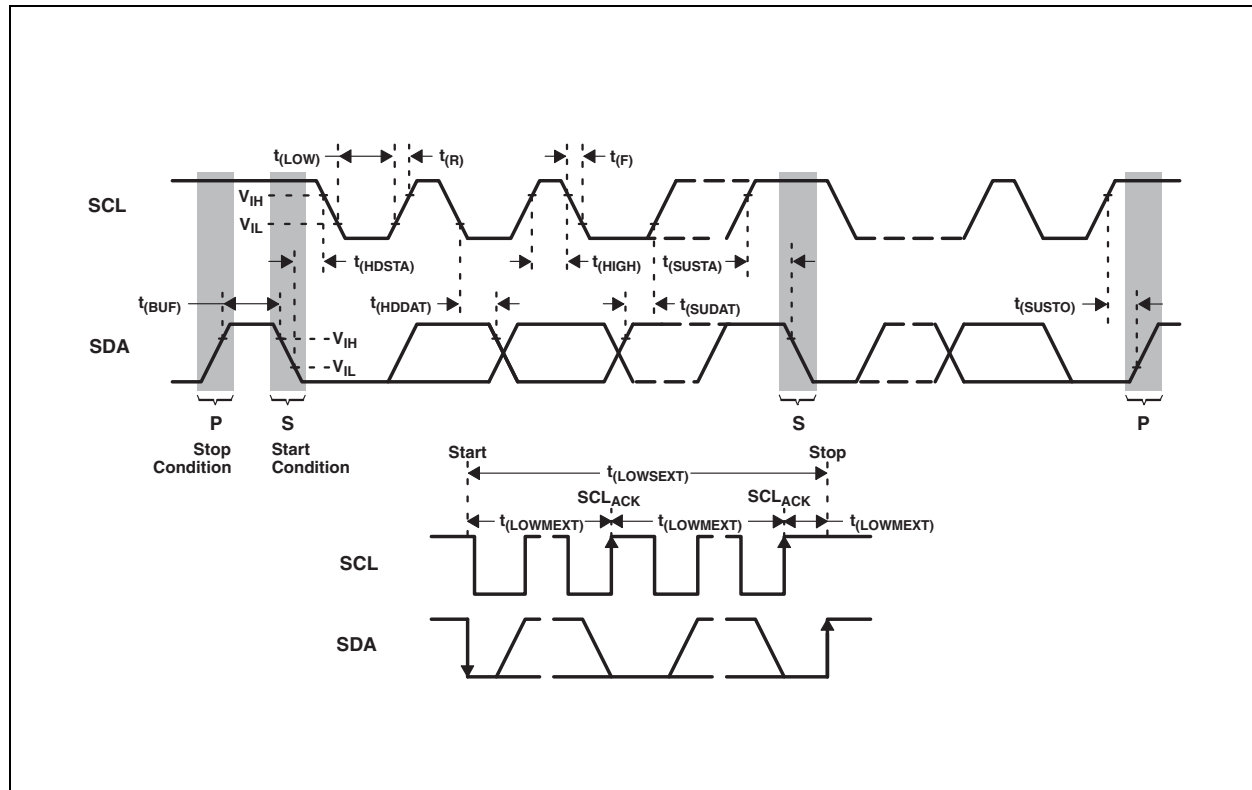 t(LOW) t(R) t(F)
SCL
VIH
VIL
t(HDSTA) t(HIGH) t(SUSTA)
t(BUF) t(HDDAT) t(SUDAT) t(SUSTO)
SDA
VIH
VIL
P S S P
Stop Condition
Start Condition
Start Stop
t(LOWSEXT)
SCLACK SCLACK
t(LOWMEXT) t(LOWMEXT) t(LOWMEXT)
SCL
SDA